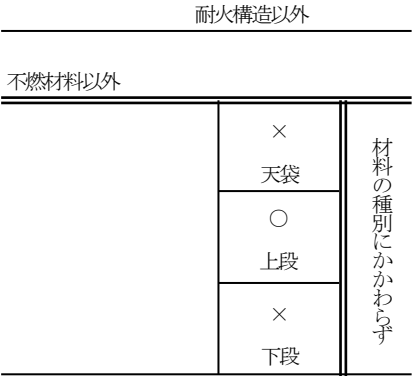 耐火構造以外
不燃材料以外
×
天袋
○
上段
×
下段
材料の種別にかかわらず